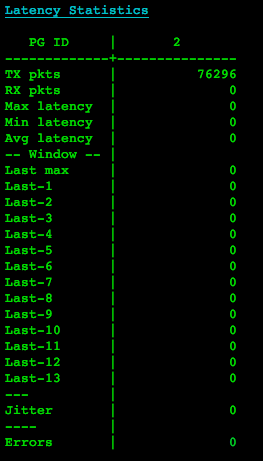 Latency Statistics
PG ID | 2
--------------+----------------
TX pkts | 76296
RX pkts | 0
Max latency | 0
Min latency | 0
Avg latency | 0
-- Window -- |
Last max | 0
Last-1 | 0
Last-2 | 0
Last-3 | 0
Last-4 | 0
Last-5 | 0
Last-6 | 0
Last-7 | 0
Last-8 | 0
Last-9 | 0
Last-10 | 0
Last-11 | 0
Last-12 | 0
Last-13 | 0
--- |
Jitter | 0
---- |
Errors | 0